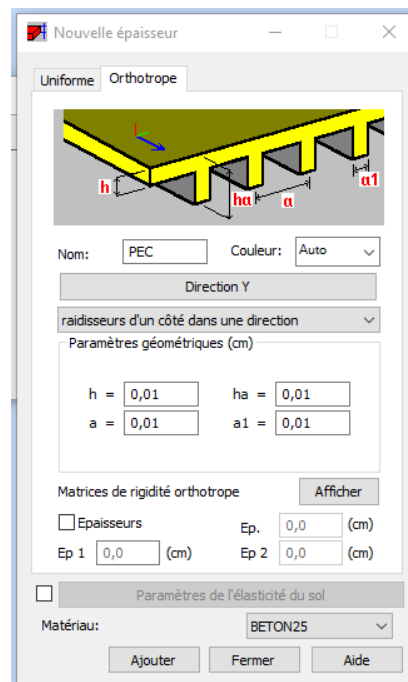 Nouvelle épaisseur
Uniforme Orthotrope
h hα α α1
Nom: PEC Couleur: Auto
Direction Y
raidisseurs d'un côté dans une direction
Paramètres géométriques (cm)
h = 0,01 ha = 0,01
a = 0,01 a1 = 0,01
Matrices de rigidité orthotrope Afficher
Epaisseurs Ep. 0,0 (cm)
Ep 1 0,0 (cm) Ep 2 0,0 (cm)
Paramètres de l'élasticité du sol
Matériau: BETON25
Ajouter Fermer Aide